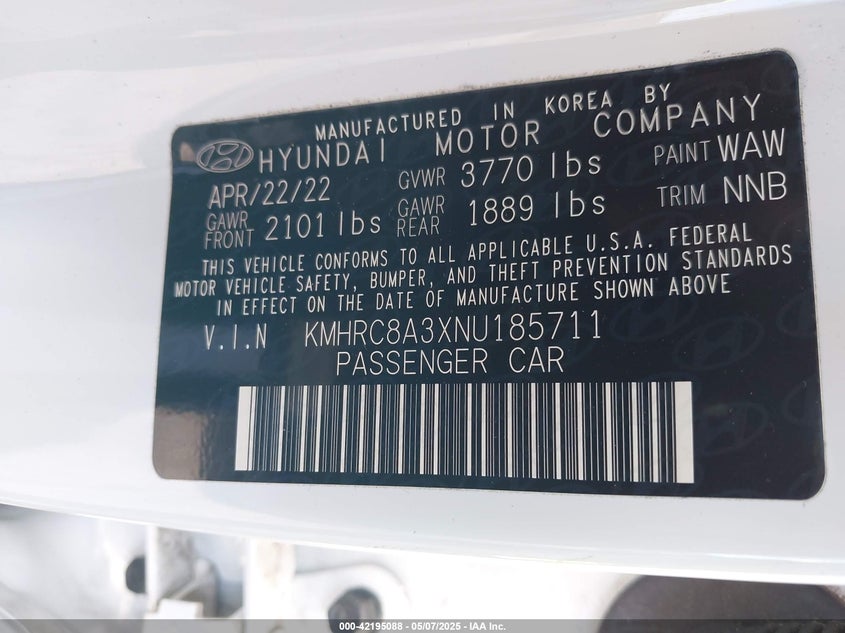 MANUFACTURED IN KOREA BY
HYUNDAI MOTOR COMPANY
APR/22/22 GVWR 3770 lbs PAINT WAW
GAWR FRONT 2101 lbs GAWR REAR 1889 lbs TRIM NNB
THIS VEHICLE CONFORMS TO ALL APPLICABLE U.S.A. FEDERAL
MOTOR VEHICLE SAFETY, BUMPER, AND THEFT PREVENTION STANDARDS
IN EFFECT ON THE DATE OF MANUFACTURE SHOWN ABOVE
V.I.N KMHRC8A3XNU185711
PASSENGER CAR
000-42195088 - 05/07/2025 - IAA Inc.